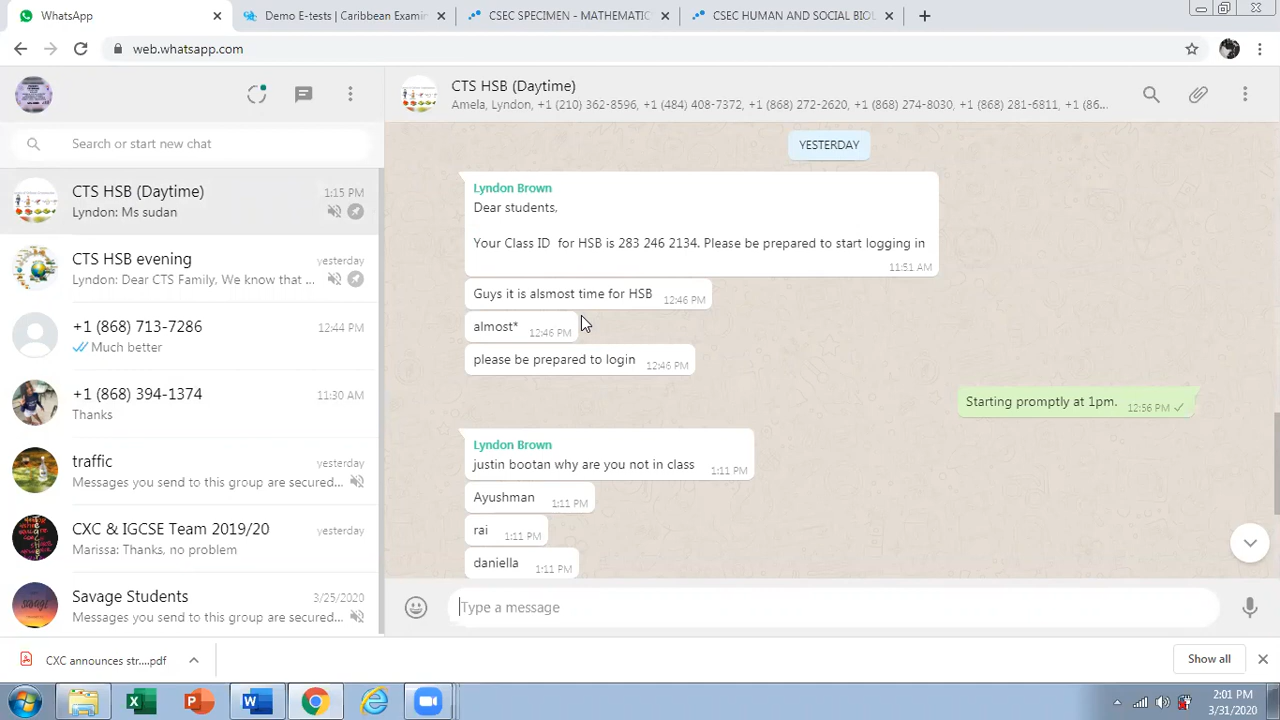 WhatsApp
Demo E-tests | Caribbean Examin
CSEC SPECIMEN - MATHEMATIC
CSEC HUMAN AND SOCIAL BIOL
web.whatsapp.com
Search or start new chat
CTS HSB (Daytime)
1:15 PM
Lyndon: Ms sudan
CTS HSB evening
yesterday
Lyndon: Dear CTS Family, We know that ...
+1 (868) 713-7286
12:44 PM
Much better
+1 (868) 394-1374
11:30 AM
Thanks
traffic
yesterday
Messages you send to this group are secured...
CXC & IGCSE Team 2019/20
yesterday
Marissa: Thanks, no problem
Savage Students
3/25/2020
Messages you send to this group are secured...
CTS HSB (Daytime)
Amela, Lyndon, +1 (210) 362-8596, +1 (484) 408-7372, +1 (868) 272-2620, +1 (868) 274-8030, +1 (868) 281-6811, +1 (86...
YESTERDAY
Lyndon Brown
Dear students,
Your Class ID for HSB is 283 246 2134. Please be prepared to start logging in
11:51 AM
Guys it is alsmost time for HSB 12:46 PM
almost* 12:46 PM
please be prepared to login 12:46 PM
Starting promptly at 1pm. 12:56 PM
Lyndon Brown
justin bootan why are you not in class 1:11 PM
Ayushman 1:11 PM
rai 1:11 PM
daniella 1:11 PM
Type a message
CXC announces str....pdf
Show all
2:01 PM
3/31/2020